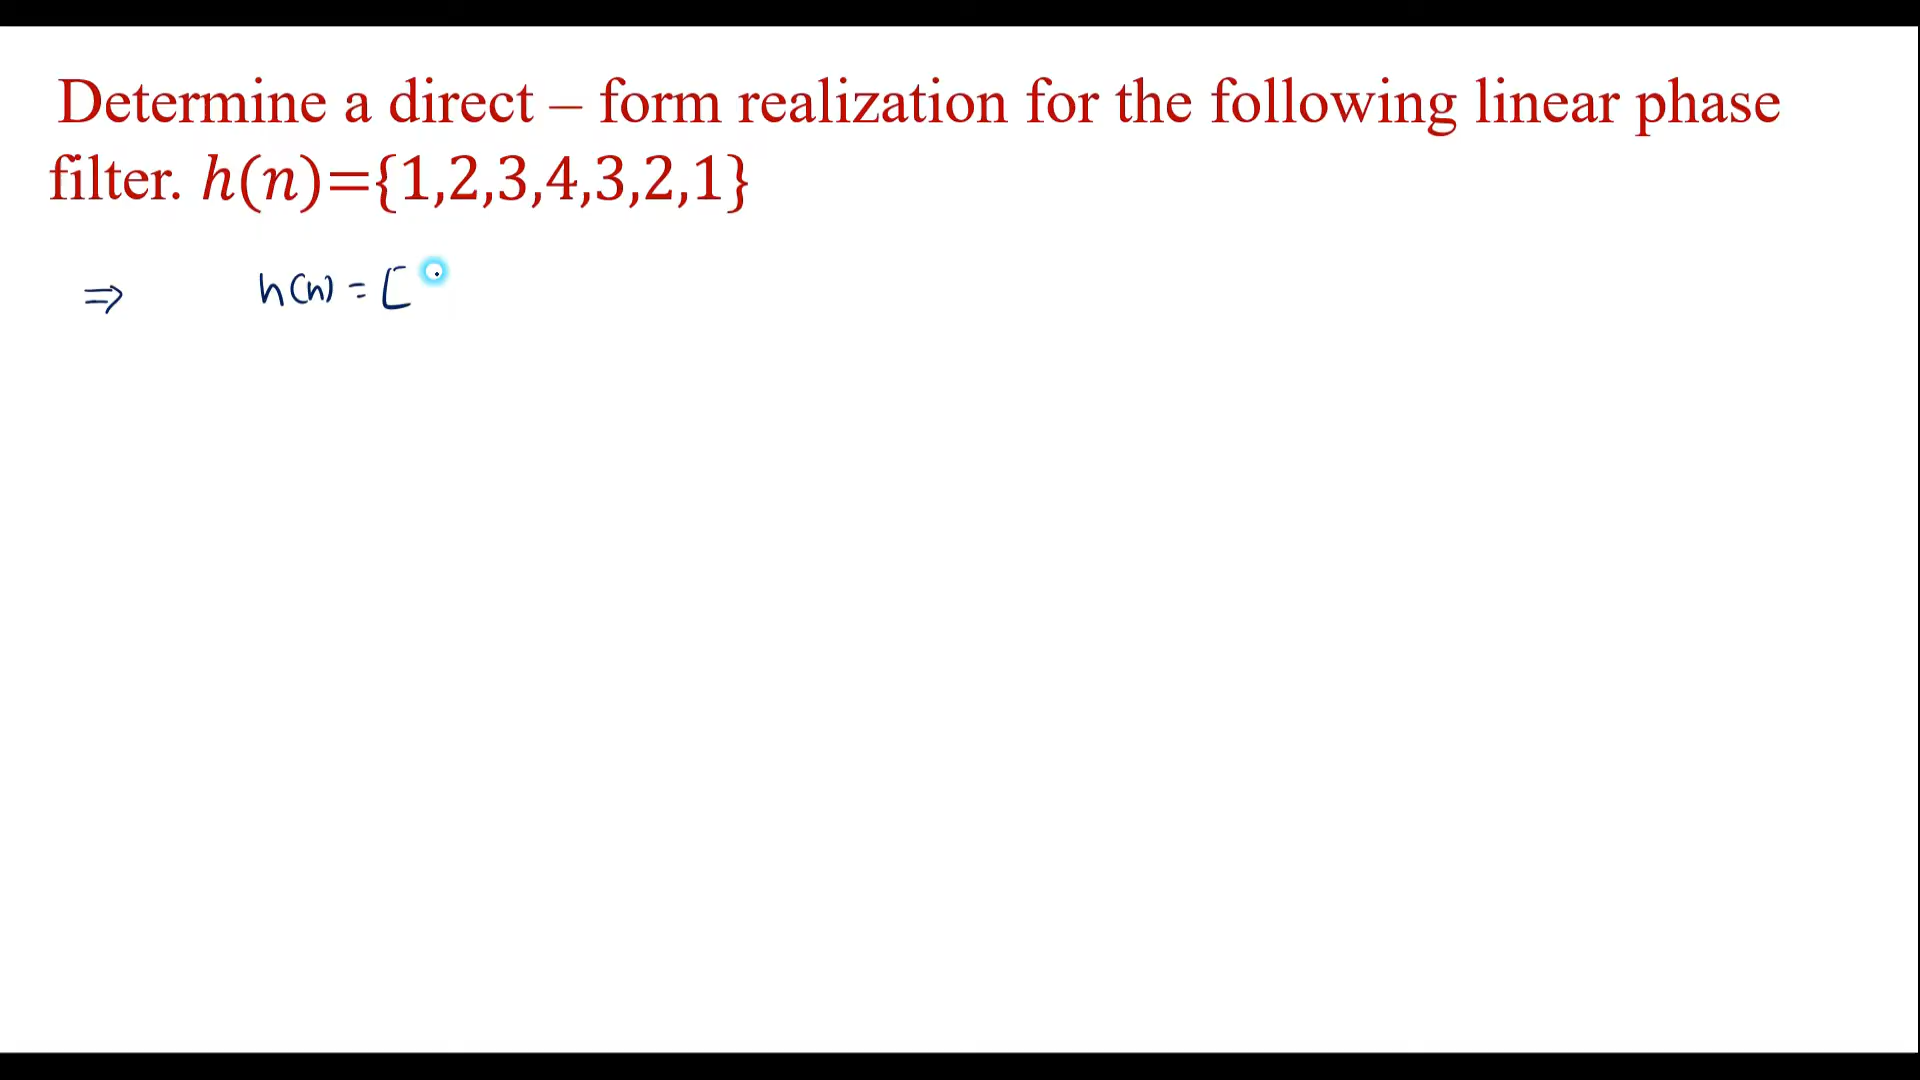 Determine a direct – form realization for the following linear phase
filter. h(n)={1,2,3,4,3,2,1}
⇒ h(n) = [